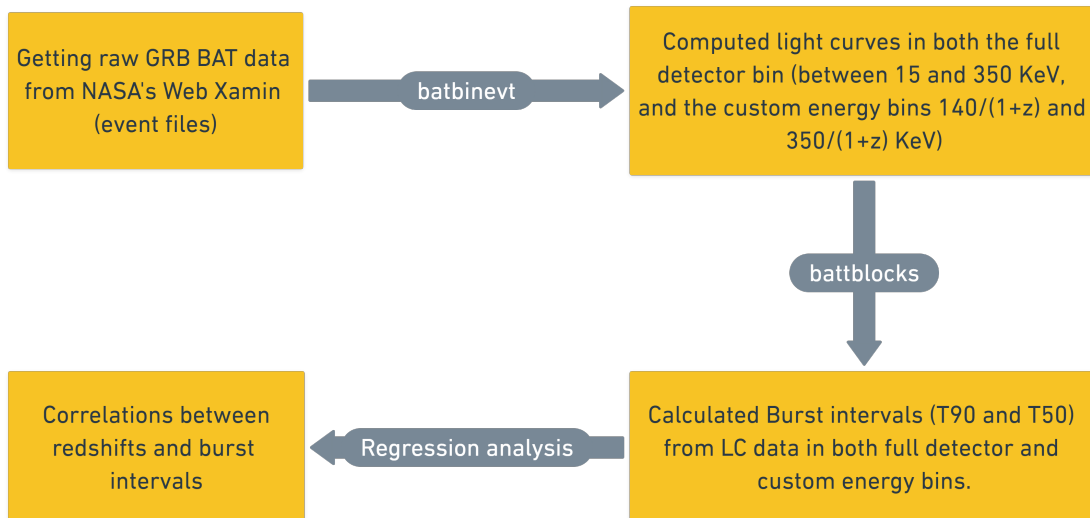 Getting raw GRB BAT data
from NASA's Web Xamin
(event files)
batbinevt
Computed light curves in both the full
detector bin (between 15 and 350 KeV,
and the custom energy bins 140/(1+z) and
350/(1+z) KeV)
battblocks
Calculated Burst intervals (T90 and T50)
from LC data in both full detector and
custom energy bins.
Regression analysis
Correlations between
redshifts and burst
intervals